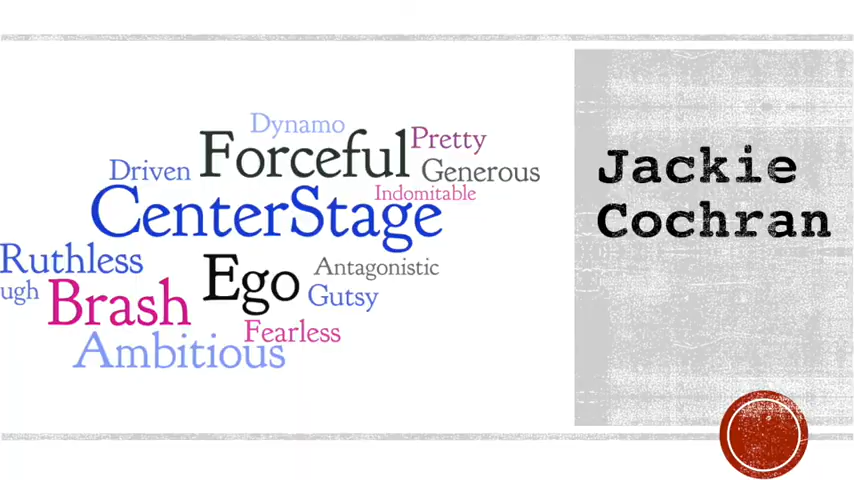 Dynamo
Forceful
Pretty
Driven
Generous
Indomitable
CenterStage
Ruthless
Ego
Antagonistic
ugh
Brash
Gutsy
Fearless
Ambitious
Jackie
Cochran